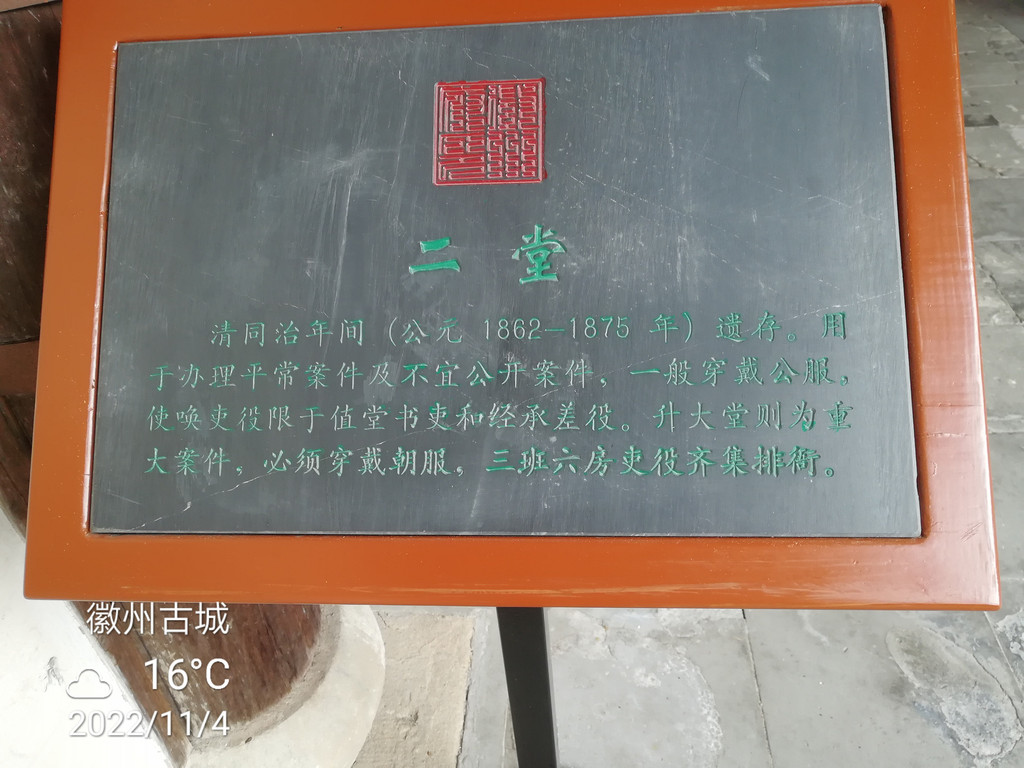 二 堂
清同治年间（公元 1862—1875 年）遗存。用
于办理平常案件及不宜公开案件，一般穿戴公服，
使唤吏役限于值堂书吏和经承差役。升大堂则为重
大案件，必须穿戴朝服，三班六房吏役齐集排衙。
徽州古城
16℃
2022/11/4